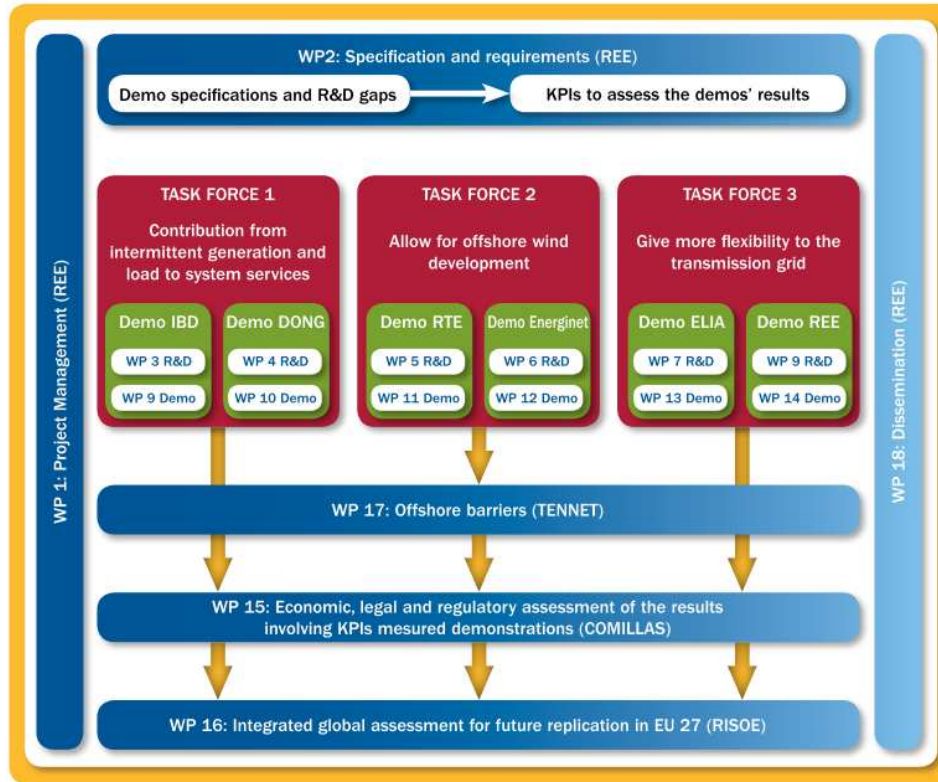 WP2: Specification and requirements (REE)
Demo specifications and R&D gaps
KPIs to assess the demos' results
WP 1: Project Management (REE)
TASK FORCE 1
Contribution from
intermittent generation and
load to system services
Demo IBD
WP 3 R&D
WP 9 Demo
Demo DONG
WP 4 R&D
WP 10 Demo
TASK FORCE 2
Allow for offshore wind
development
Demo RTE
WP 5 R&D
WP 11 Demo
Demo Energinet
WP 6 R&D
WP 12 Demo
TASK FORCE 3
Give more flexibility to the
transmission grid
Demo ELIA
WP 7 R&D
WP 13 Demo
Demo REE
WP 9 R&D
WP 14 Demo
WP 18: Dissemination (REE)
WP 17: Offshore barriers (TENNET)
WP 15: Economic, legal and regulatory assessment of the results
involving KPIs mesured demonstrations (COMILLAS)
WP 16: Integrated global assessment for future replication in EU 27 (RISOE)